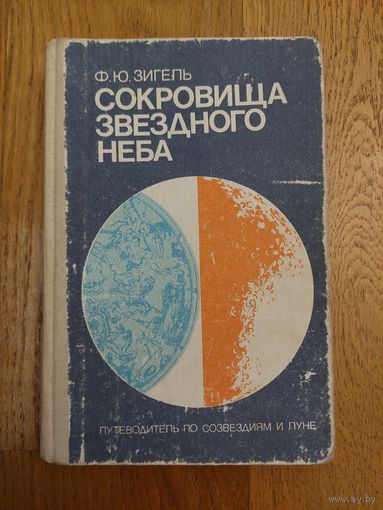 Ф.Ю. ЗИГЕЛЬ
СОКРОВИЩА
ЗВЕЗДНОГО
НЕБА
ПУТЕВОДИТЕЛЬ ПО СОЗВЕЗДИЯМ И ЛУНЕ
www.ay.by